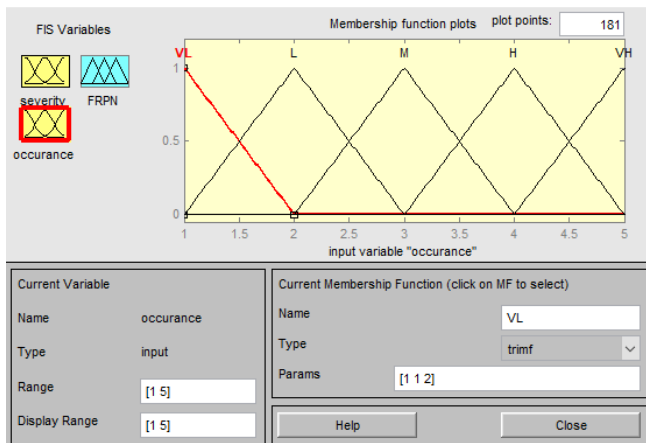 FIS Variables
Membership function plots
plot points:
181
VL
L
M
H
VH
severity
FRPN
occurance
1
0.5
0
1
1.5
2
2.5
3
3.5
4
4.5
5
input variable "occurance"
Current Variable
Name
occurance
Type
input
Range
[1 5]
Display Range
[1 5]
Current Membership Function (click on MF to select)
Name
VL
Type
trimf
Params
[1 1 2]
Help
Close